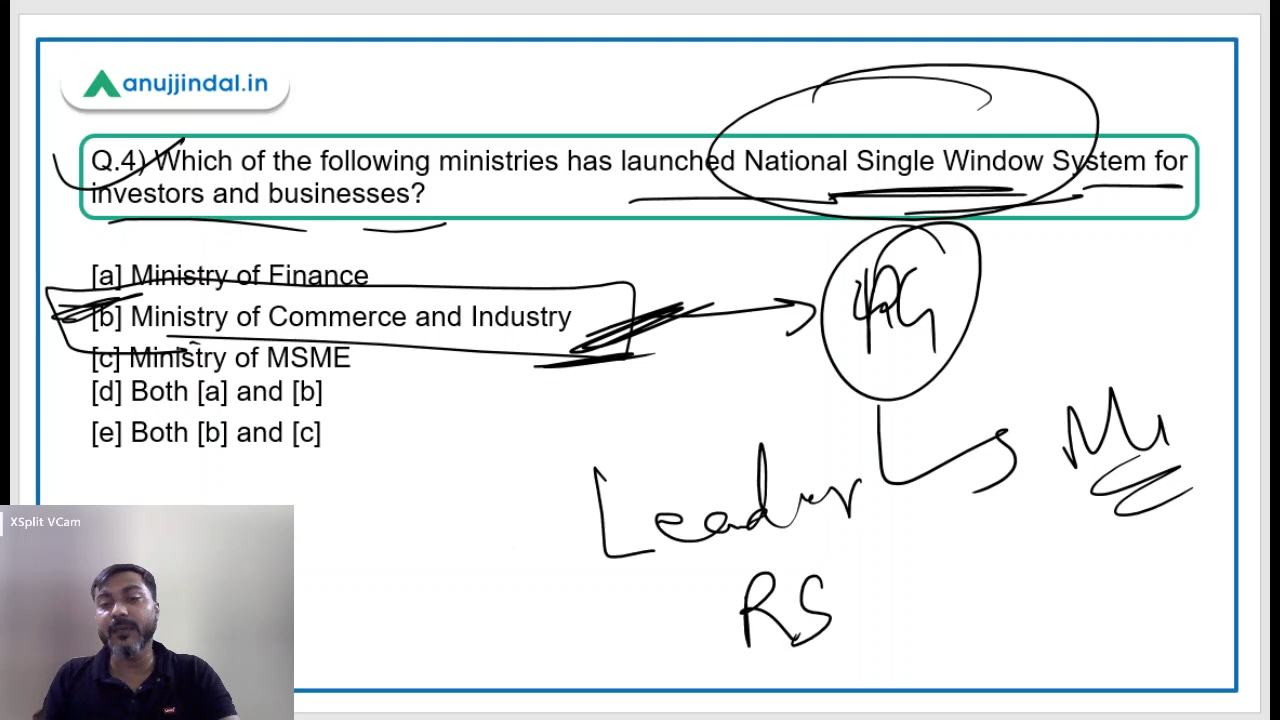 anujjindal.in
Q.4) Which of the following ministries has launched National Single Window System for
investors and businesses?
[a] Ministry of Finance
[b] Ministry of Commerce and Industry
[c] Ministry of MSME
[d] Both [a] and [b]
[e] Both [b] and [c]
Leader
RS
XSplit VCam